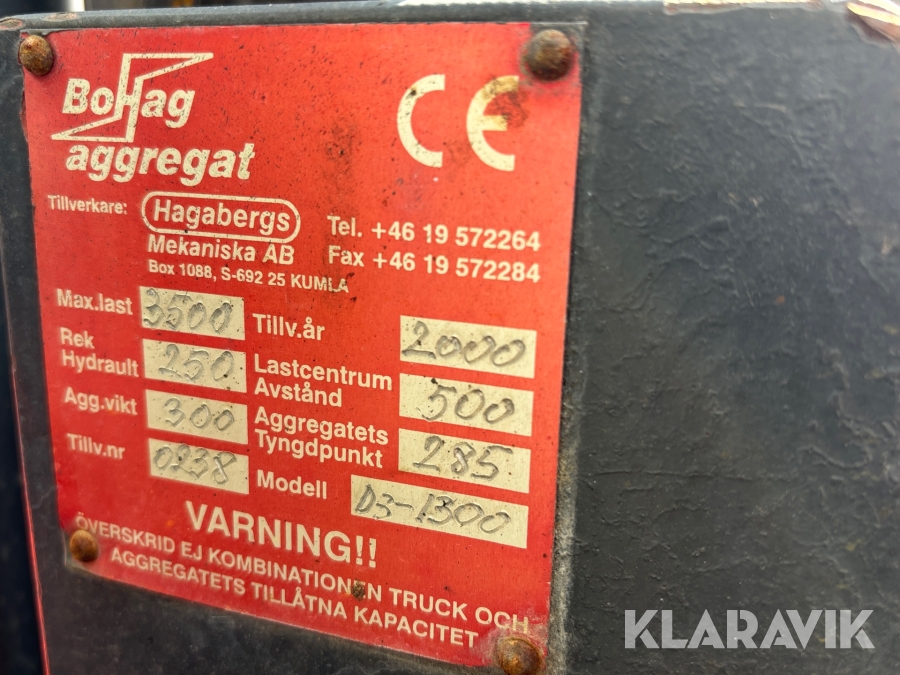 BoHag
aggregat
CE
Tillverkare: Hagabergs
Mekaniska AB
Box 1088, S-692 25 KUMLA
Tel. +46 19 572264
Fax +46 19 572284
Max.last 3500 Tillv.år 2000
Rek Hydrault 250 Lastcentrum Avstånd 500
Agg.vikt 300 Aggregatets Tyngdpunkt 285
Tillv.nr 0238 Modell D3-1300
VARNING!!
ÖVERSKRID EJ KOMBINATIONEN TRUCK OCH
AGGREGATETS TILLÅTNA KAPACITET
KLARAVIK